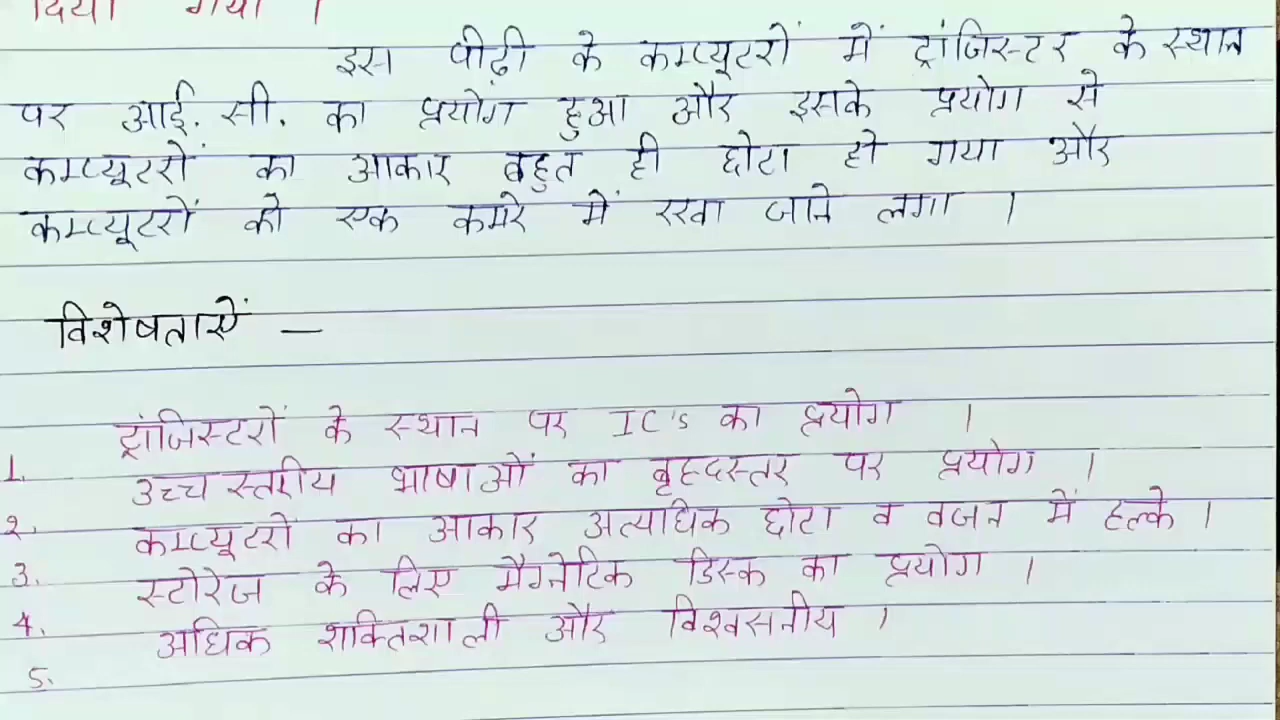 दिया गया ।
इस पीढ़ी के कम्प्यूटरों में ट्रांजिस्टर के स्थान
पर आई. सी. का प्रयोग हुआ और इसके प्रयोग से
कम्प्यूटरों का आकार बहुत ही छोटा हो गया और
कम्प्यूटरों को एक कमरे में रखा जाने लगा ।
विशेषताऐं —
1. ट्रांजिस्टरों के स्थान पर IC's का प्रयोग ।
2. उच्च स्तरीय भाषाओं का बृहदस्तर पर प्रयोग ।
3. कम्प्यूटरों का आकार अत्यधिक छोटा व वजन में हल्के ।
4. स्टोरेज के लिए मैग्नेटिक डिस्क का प्रयोग ।
5. अधिक शक्तिशाली और विश्वसनीय ।